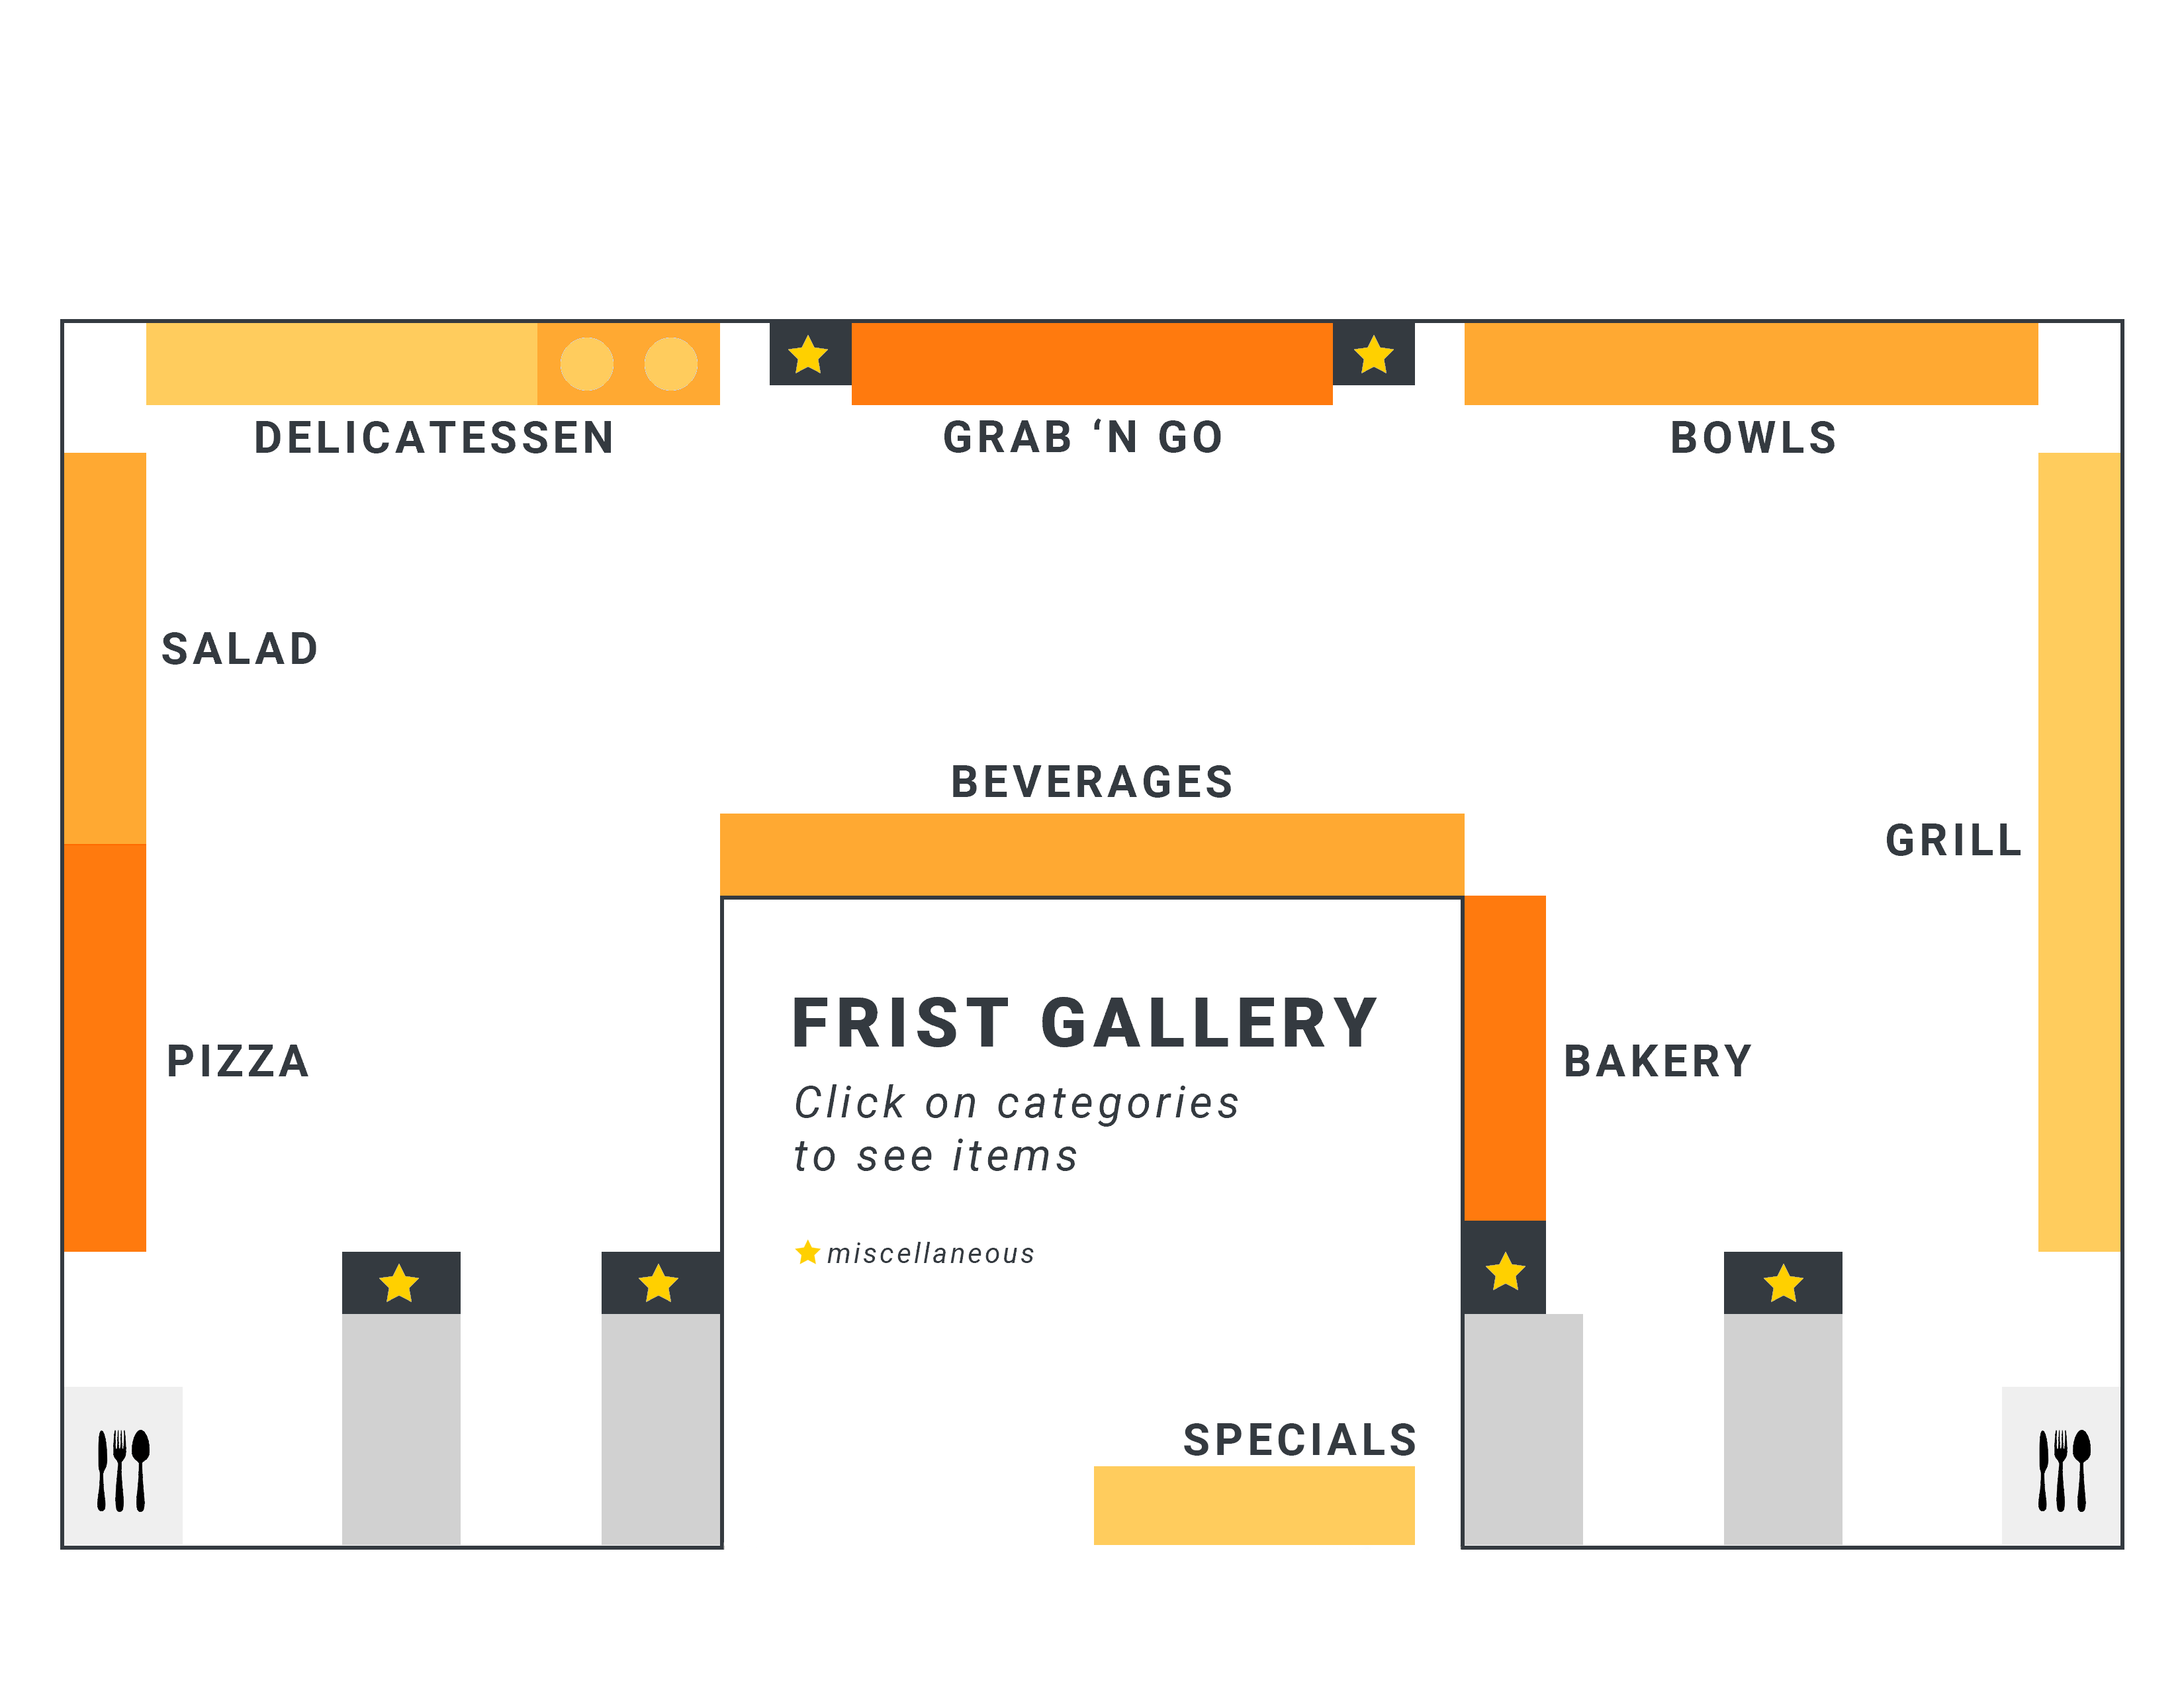 DELICATESSEN
GRAB ‘N GO
BOWLS
SALAD
BEVERAGES
GRILL
FRIST GALLERY
PIZZA
BAKERY
Click on categories
to see items
miscellaneous
SPECIALS